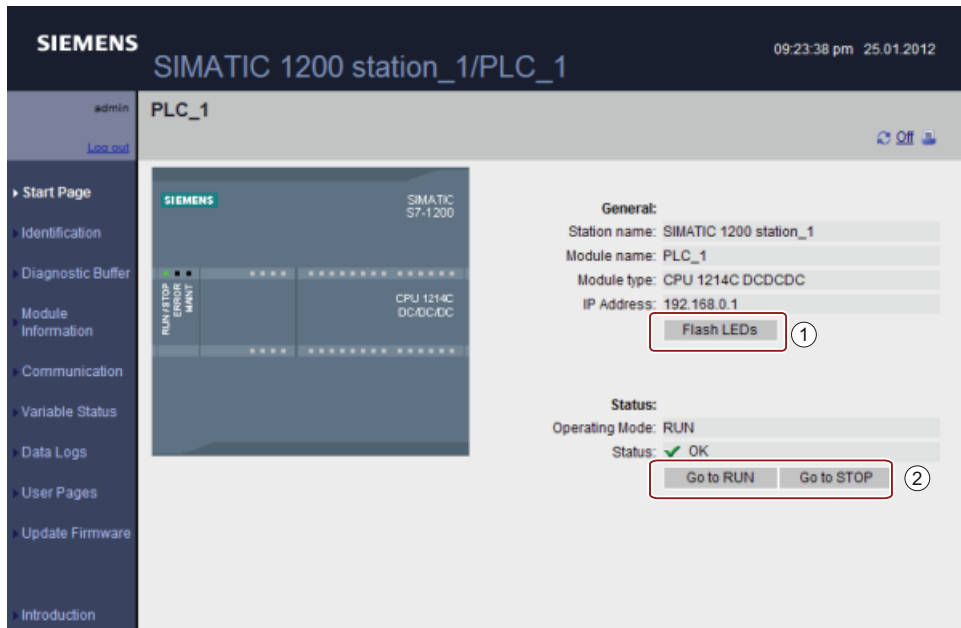 SIEMENS
SIMATIC 1200 station_1/PLC_1
09:23:38 pm 25.01.2012
admin
Log out
PLC_1
Off
Start Page
Identification
Diagnostic Buffer
Module
Information
Communication
Variable Status
Data Logs
User Pages
Update Firmware
Introduction
SIEMENS
SIMATIC
S7-1200
RUN / STOP
ERROR
MAINT
CPU 1214C
DC/DC/DC
General:
Station name: SIMATIC 1200 station_1
Module name: PLC_1
Module type: CPU 1214C DCDCDC
IP Address: 192.168.0.1
Flash LEDs
1
Status:
Operating Mode: RUN
Status: OK
Go to RUN Go to STOP
2